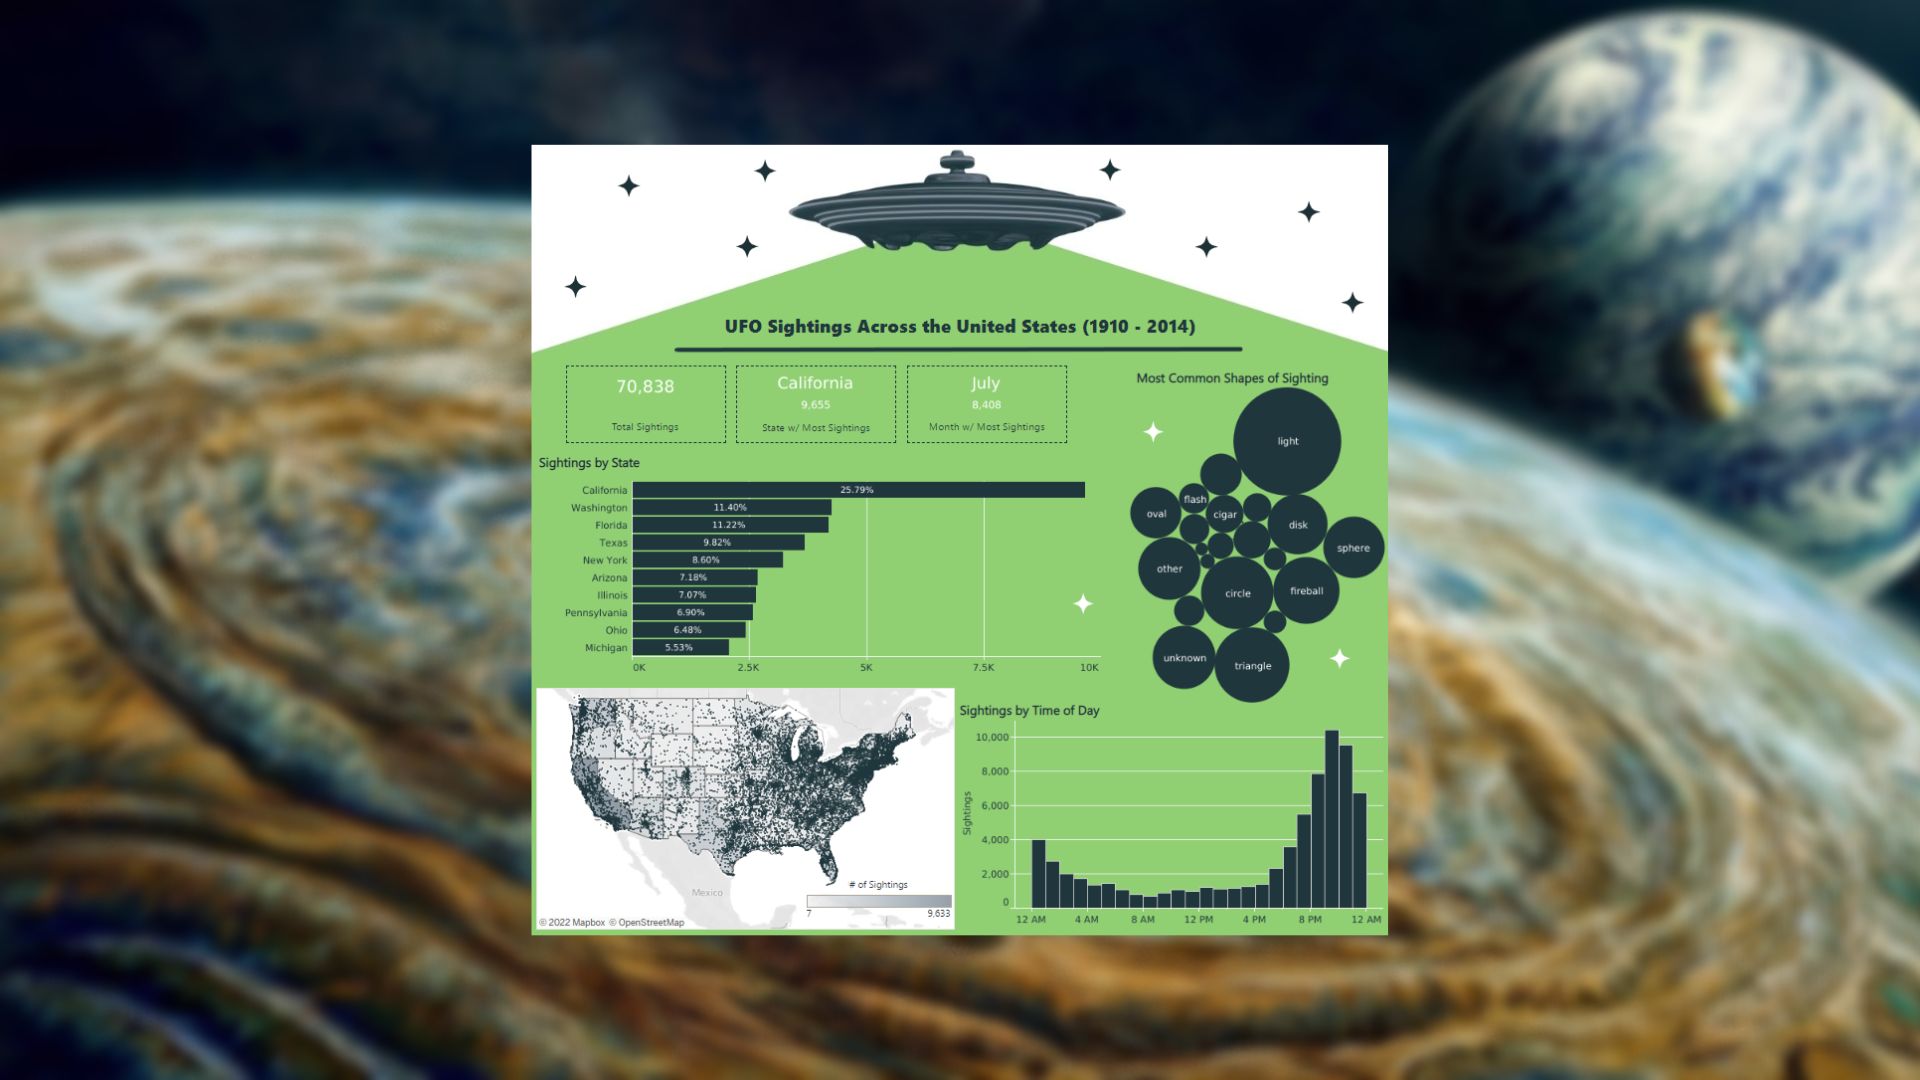 UFO Sightings Across the United States (1910 - 2014)
70,838
Total Sightings
California
9,655
State w/ Most Sightings
July
8,408
Month w/ Most Sightings
Most Common Shapes of Sighting
light
flash
oval
cigar
disk
sphere
other
circle
fireball
unknown
triangle
Sightings by State
California 25.79%
Washington 11.40%
Florida 11.22%
Texas 9.82%
New York 8.60%
Arizona 7.18%
Illinois 7.07%
Pennsylvania 6.90%
Ohio 6.48%
Michigan 5.53%
0K 2.5K 5K 7.5K 10K
Mexico
# of Sightings
7 9,633
© 2022 Mapbox © OpenStreetMap
Sightings by Time of Day
Sightings
10,000
8,000
6,000
4,000
2,000
0
12 AM 4 AM 8 AM 12 PM 4 PM 8 PM 12 AM